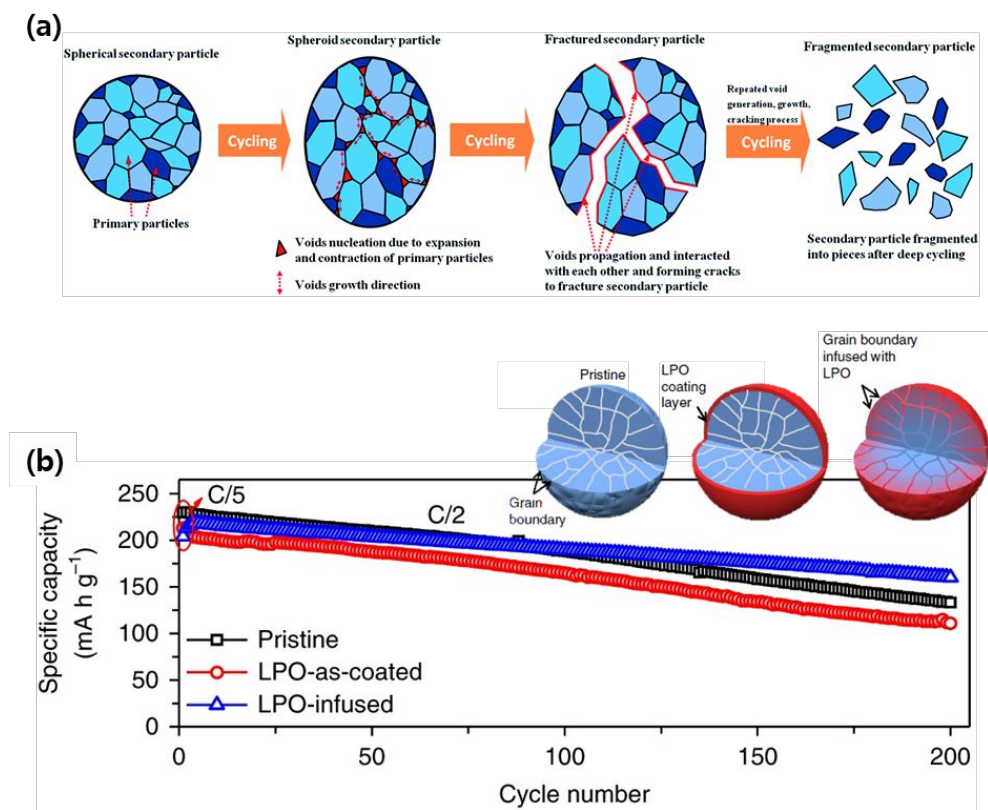 (a)
Spherical secondary particle
Primary particles
Cycling
Spheroid secondary particle
Voids nucleation due to expansion
and contraction of primary particles
Voids growth direction
Cycling
Fractured secondary particle
Voids propagation and interacted
with each other and forming cracks
to fracture secondary particle
Repeated void
generation, growth,
cracking process
Cycling
Fragmented secondary particle
Secondary particle fragmented
into pieces after deep cycling
(b)
Pristine
Grain
boundary
LPO
coating
layer
Grain boundary
infused with
LPO
Specific capacity
(mA h g⁻¹)
250
200
150
100
50
0
C/5
C/2
Pristine
LPO-as-coated
LPO-infused
0
50
100
150
200
Cycle number